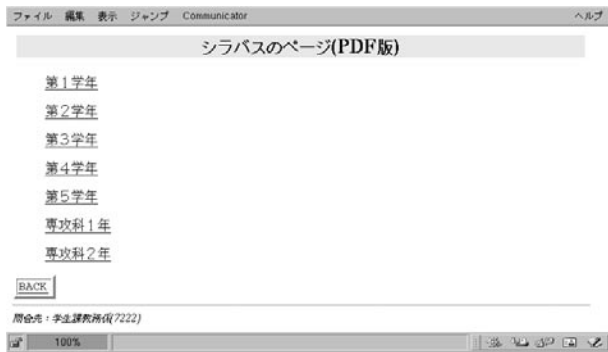 ファイル 編集 表示 ジャンプ Communicator ヘルプ
シラバスのページ(PDF版)
第1学年
第2学年
第3学年
第4学年
第5学年
専攻科1年
専攻科2年
BACK
問合先:学生課教務係(7222)
100%